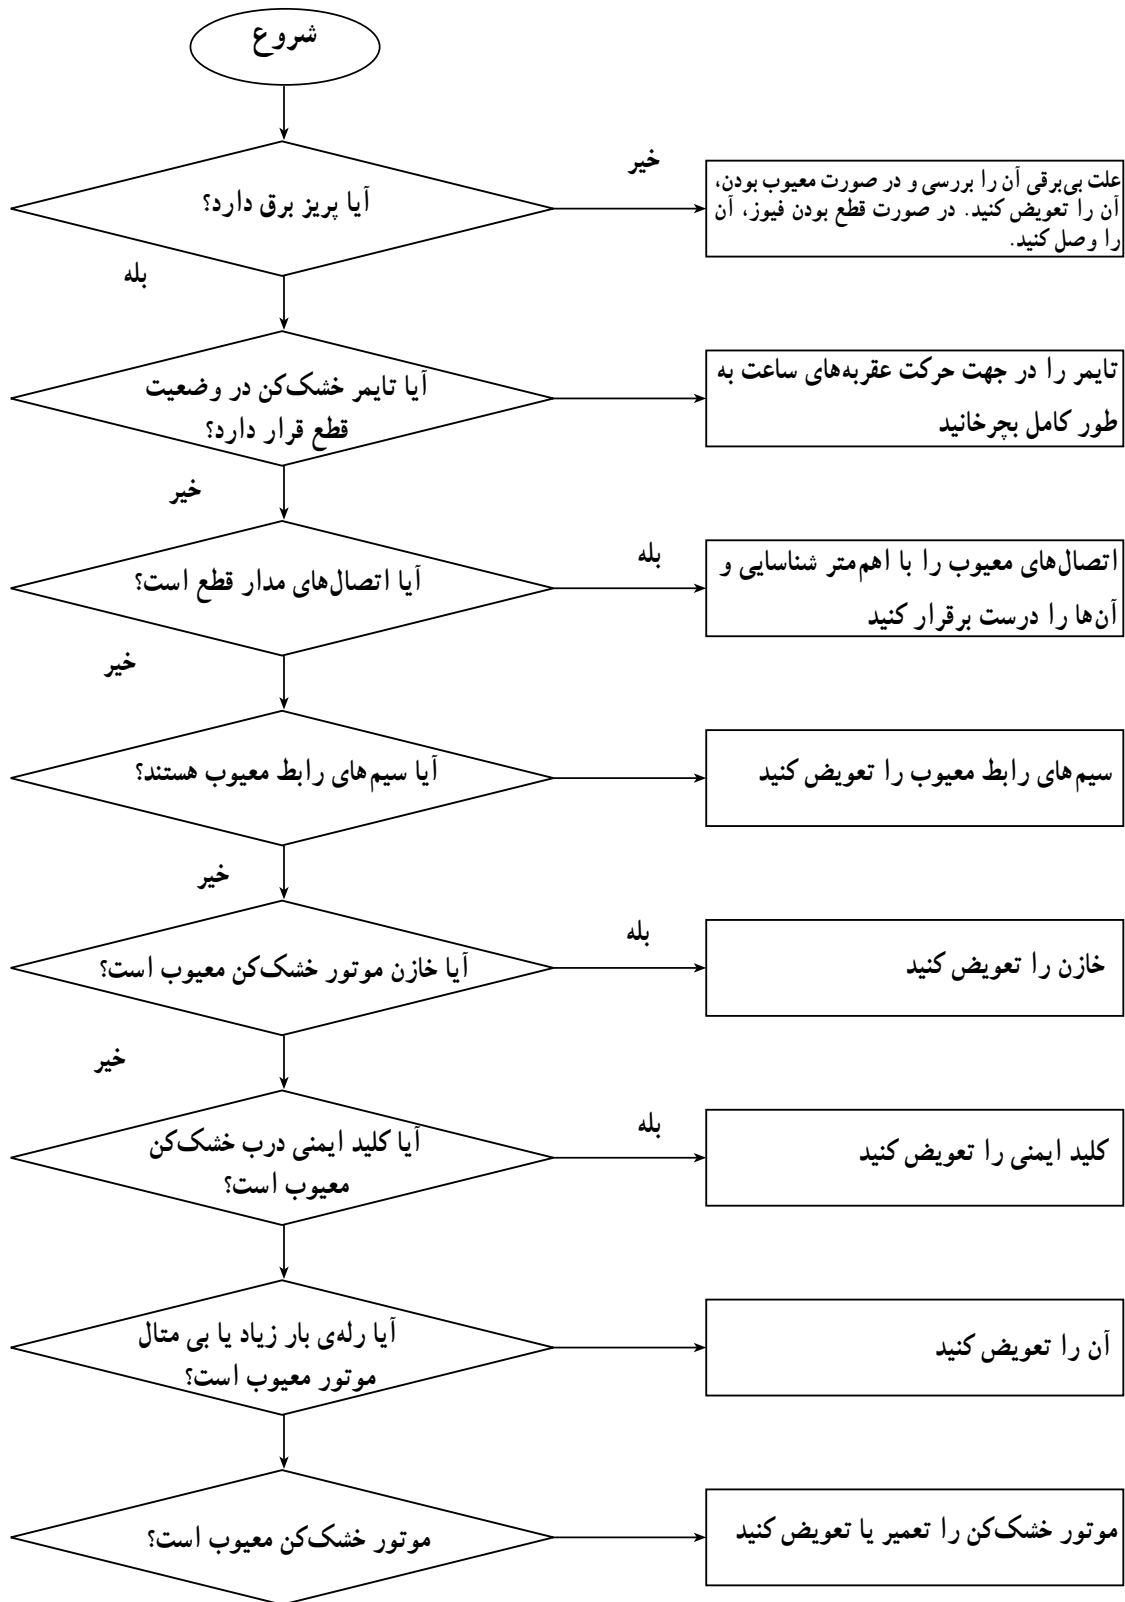 شروع
آیا پریز برق دارد؟
خیر
علت بی‌برقی آن را بررسی و در صورت معیوب بودن،
آن را تعویض کنید. در صورت قطع بودن فیوز، آن
را وصل کنید.
بله
آیا تایمر خشک‌کن در وضعیت
قطع قرار دارد؟
تایمر را در جهت حرکت عقربه‌های ساعت به
طور کامل بچرخانید
خیر
آیا اتصال‌های مدار قطع است؟
بله
اتصال‌های معیوب را با اهم‌متر شناسایی و
آن‌ها را درست برقرار کنید
خیر
آیا سیم‌های رابط معیوب هستند؟
سیم‌های رابط معیوب را تعویض کنید
خیر
آیا خازن موتور خشک‌کن معیوب است؟
بله
خازن را تعویض کنید
خیر
آیا کلید ایمنی درب خشک‌کن
معیوب است؟
بله
کلید ایمنی را تعویض کنید
آیا رله‌ی بار زیاد یا بی متال
موتور معیوب است؟
آن را تعویض کنید
موتور خشک‌کن معیوب است؟
موتور خشک‌کن را تعمیر یا تعویض کنید